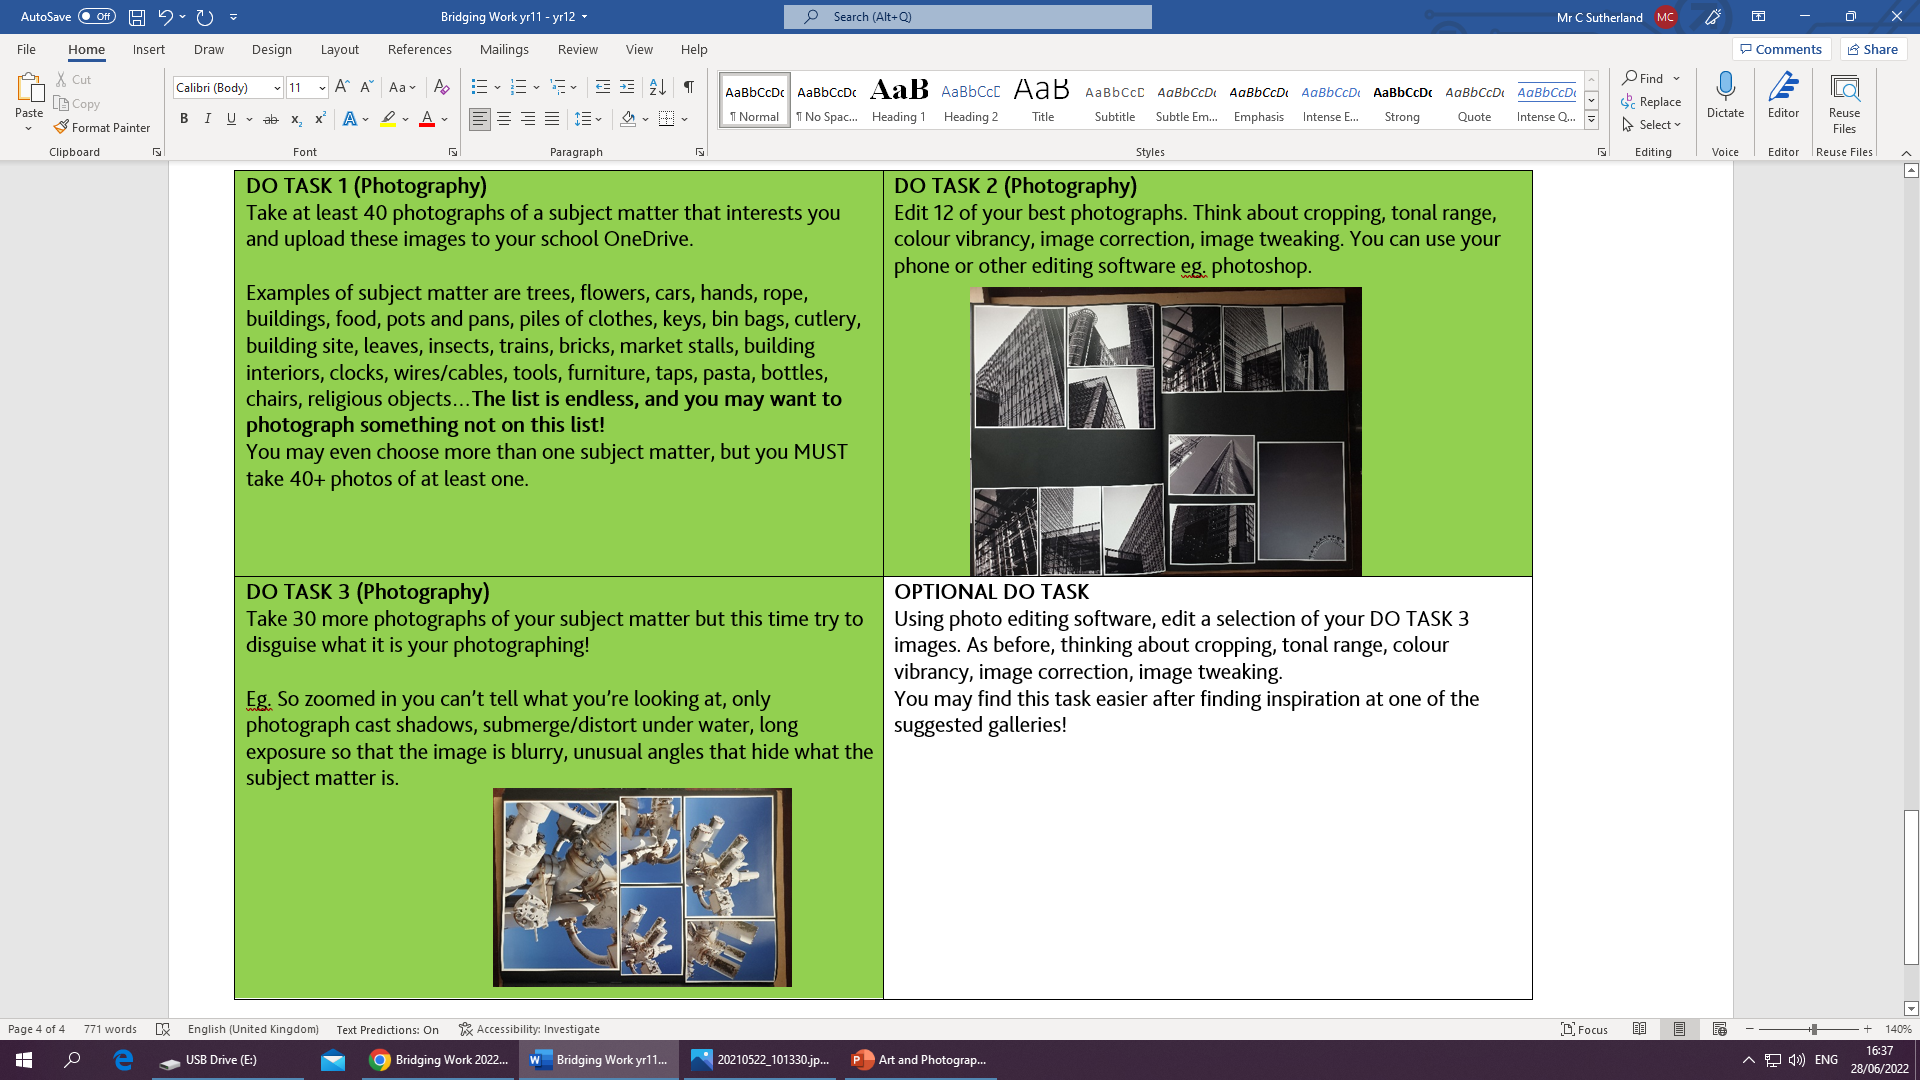 AutoSave Off
Bridging Work yr11 - yr12
Search (Alt+Q)
Mr C Sutherland MC
File Home Insert Draw Design Layout References Mailings Review View Help
Comments Share
Paste
Cut
Copy
Format Painter
Clipboard
Calibri (Body) 11
Font
Paragraph
AaBbCcDc AaBbCcDc AaB AaBbCcC AaB AaBbCcD AaBbCcDc AaBbCcDc AaBbCcDc AaBbCcDc AaBbCcDc AaBbCcDc
¶ Normal ¶ No Spac... Heading 1 Heading 2 Title Subtitle Subtle Em... Emphasis Intense E... Strong Quote Intense Q...
Styles
Find
Replace
Select
Editing
Dictate
Voice
Editor
Editor
Reuse
Files
Reuse Files
DO TASK 1 (Photography)
Take at least 40 photographs of a subject matter that interests you
and upload these images to your school OneDrive.
Examples of subject matter are trees, flowers, cars, hands, rope,
buildings, food, pots and pans, piles of clothes, keys, bin bags, cutlery,
building site, leaves, insects, trains, bricks, market stalls, building
interiors, clocks, wires/cables, tools, furniture, taps, pasta, bottles,
chairs, religious objects…The list is endless, and you may want to
photograph something not on this list!
You may even choose more than one subject matter, but you MUST
take 40+ photos of at least one.
DO TASK 2 (Photography)
Edit 12 of your best photographs. Think about cropping, tonal range,
colour vibrancy, image correction, image tweaking. You can use your
phone or other editing software eg. photoshop.
DO TASK 3 (Photography)
Take 30 more photographs of your subject matter but this time try to
disguise what it is your photographing!
Eg. So zoomed in you can't tell what you're looking at, only
photograph cast shadows, submerge/distort under water, long
exposure so that the image is blurry, unusual angles that hide what the
subject matter is.
OPTIONAL DO TASK
Using photo editing software, edit a selection of your DO TASK 3
images. As before, thinking about cropping, tonal range, colour
vibrancy, image correction, image tweaking.
You may find this task easier after finding inspiration at one of the
suggested galleries!
Page 4 of 4 771 words English (United Kingdom) Text Predictions: On Accessibility: Investigate
Focus 140%
USB Drive (E:)
Bridging Work 2022...
Bridging Work yr11...
20210522_101330.jp...
Art and Photograp...
ENG
16:37
28/06/2022